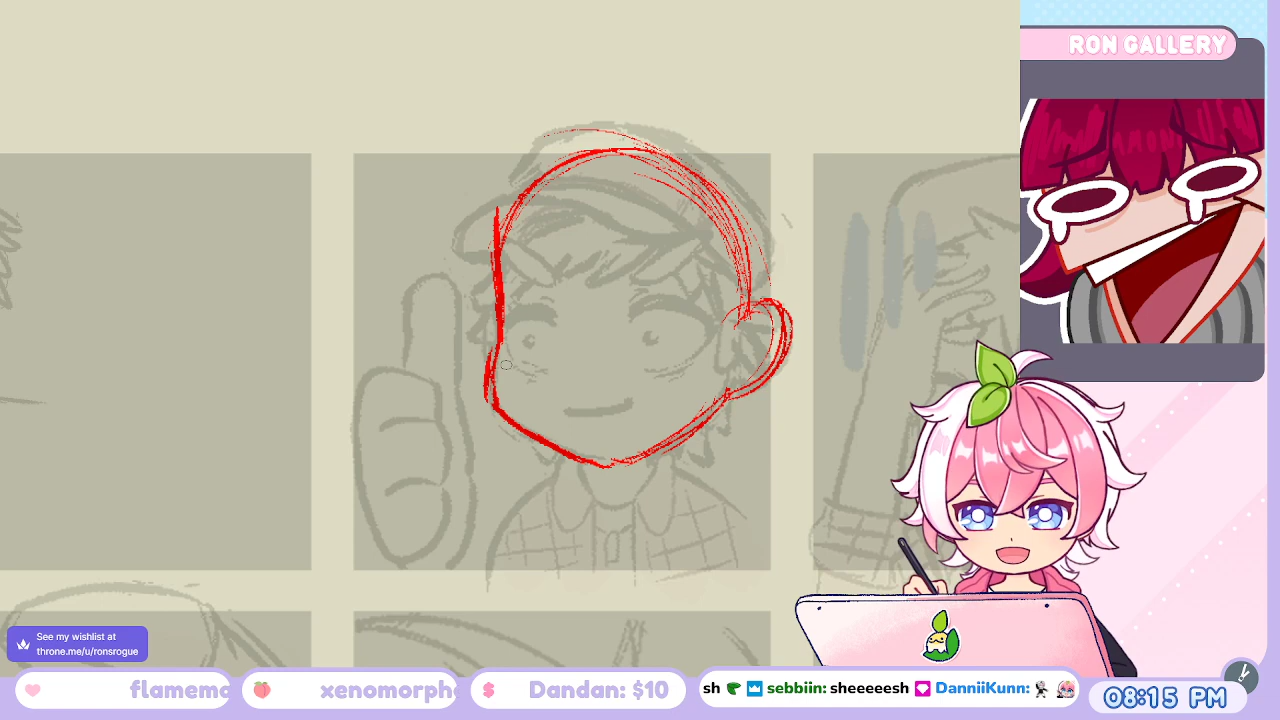 RON GALLERY
See my wishlist at
throne.me/u/ronsrogue
flamemo
xenomorph
Dandan: $10
sh sebbiin: sheeeeesh DanniiKunn:
08:15 PM